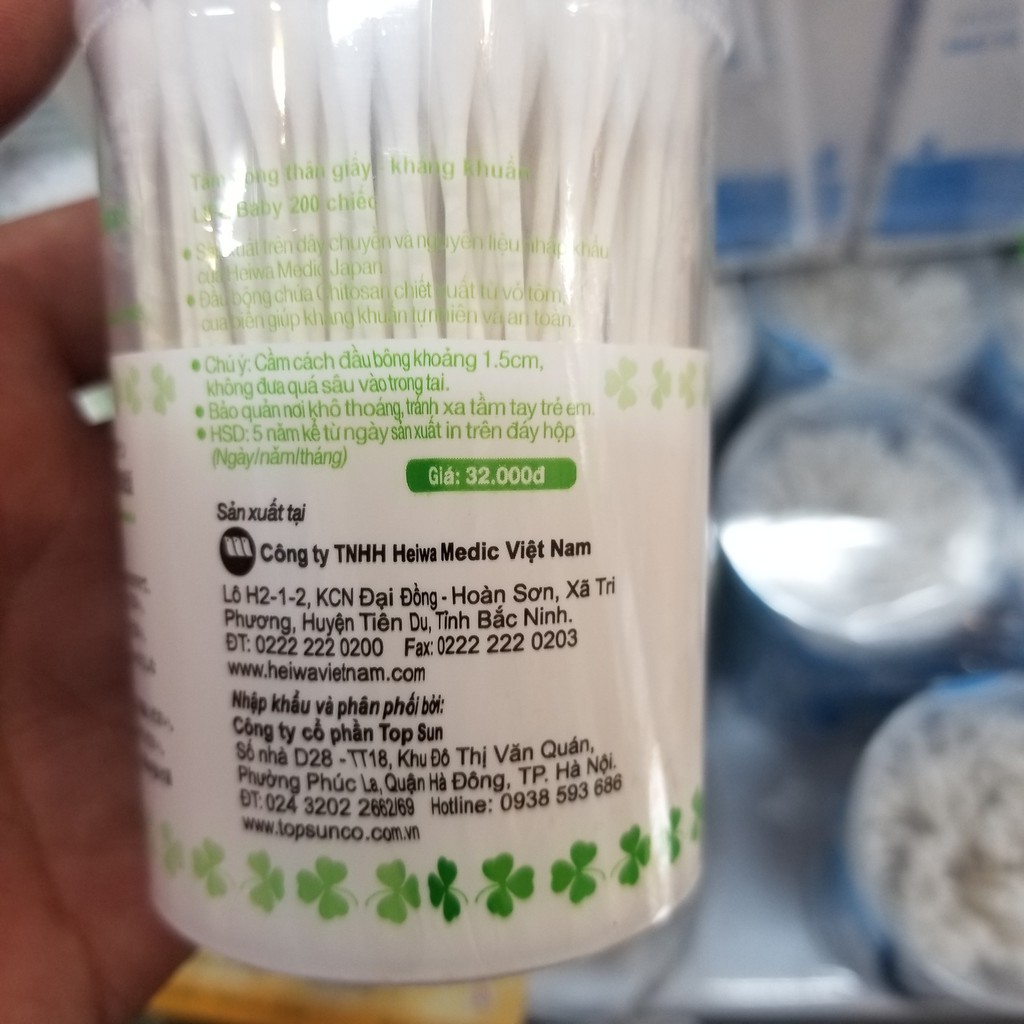 Tăm bông thân giấy - kháng khuẩn
Baby 200 chiếc
• Sản xuất trên dây chuyền và nguyên liệu nhập khẩu
của Heiwa Medic Japan
• Đầu bông chứa Chitosan chiết xuất từ vỏ tôm,
cua biển giúp kháng khuẩn tự nhiên và an toàn.
• Chú ý: Cầm cách đầu bông khoảng 1.5cm,
không đưa quá sâu vào trong tai.
• Bảo quản nơi khô thoáng, tránh xa tầm tay trẻ em.
• HSD: 5 năm kể từ ngày sản xuất in trên đáy hộp
(Ngày/năm/tháng)
Giá: 32.000đ
Sản xuất tại
Công ty TNHH Heiwa Medic Việt Nam
Lô H2-1-2, KCN Đại Đồng - Hoàn Sơn, Xã Tri
Phương, Huyện Tiên Du, Tỉnh Bắc Ninh.
ĐT: 0222 222 0200 Fax: 0222 222 0203
www.heiwavietnam.com
Nhập khẩu và phân phối bởi:
Công ty cổ phần Top Sun
Số nhà D28 - TT18, Khu Đô Thị Văn Quán,
Phường Phúc La, Quận Hà Đông, TP. Hà Nội.
ĐT: 024 3202 2662/69 Hotline: 0938 593 686
www.topsunco.com.vn